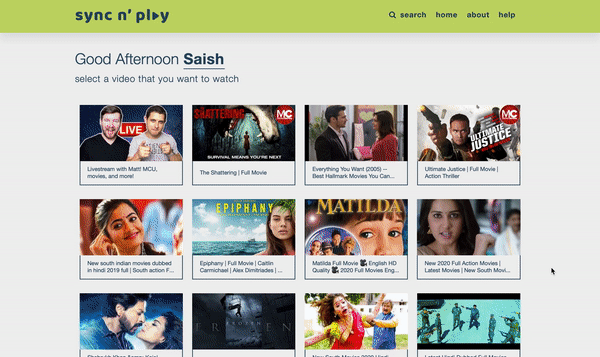 sync n' play
search home about help
Good Afternoon Saish
select a video that you want to watch
LIVE
THE SHATTERING
SURVIVAL MEANS YOU'RE NEXT
MC
ULTIMATE JUSTICE
MC
Livestream with Matt! MCU,
movies, and more!
The Shattering | Full Movie
Everything You Want (2005) --
Best Hallmark Movies You Can...
Ultimate Justice | Full Movie |
Action Thriller
EPIPHANY
MATILDA
New south indian movies dubbed
in hindi 2019 full | South action F...
Epiphany | Full Movie | Caitlin
Carmichael | Alex Dimitriades | ...
Matilda Full Movie 🎬 English HD
Quality 🎬 2020 Full Movies Eng...
New 2020 Full Action Movies |
Latest Movies | New South Movi...